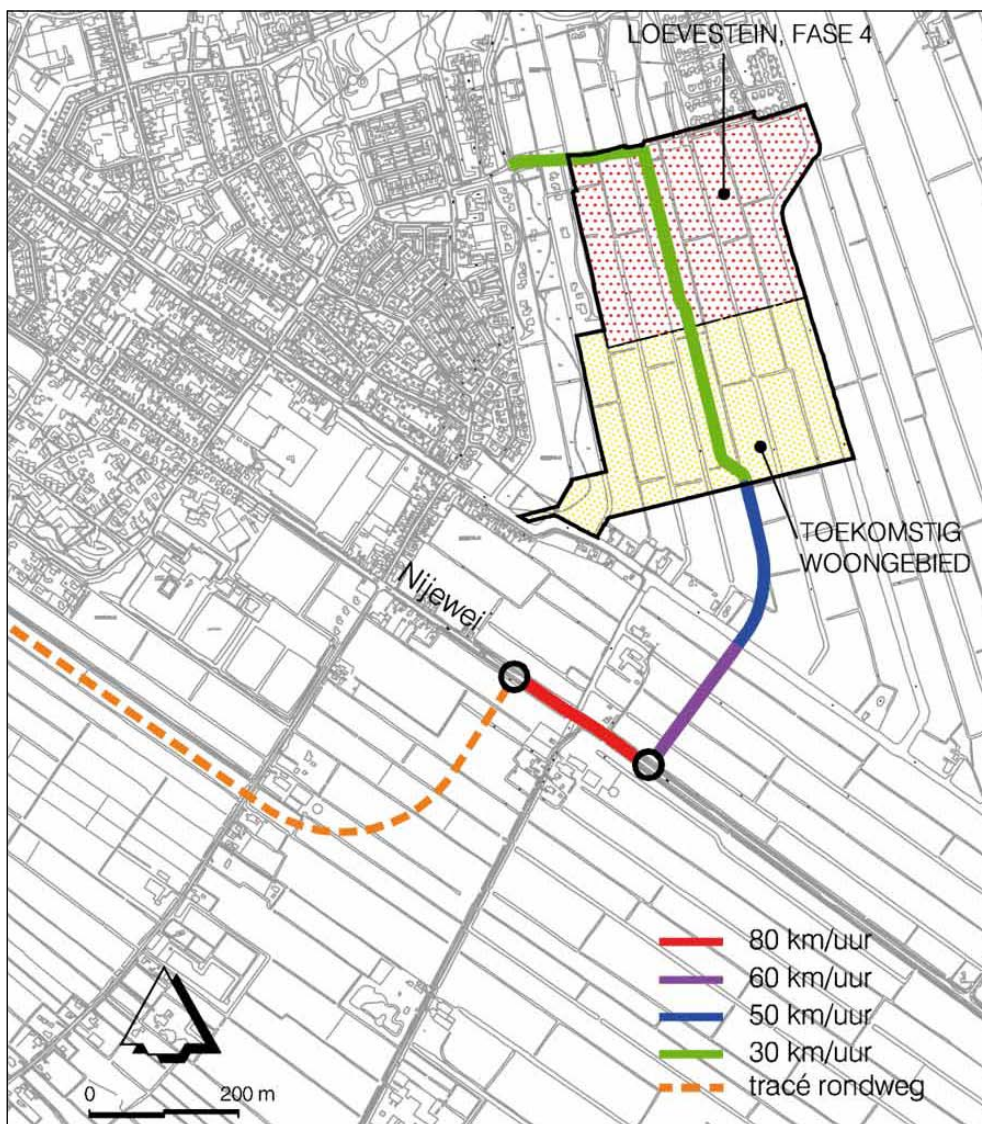 LOEVESTEIN, FASE 4
TOEKOMSTIG
WOONGEBIED
Nijewei
80 km/uur
60 km/uur
50 km/uur
30 km/uur
tracé rondweg
0 200 m